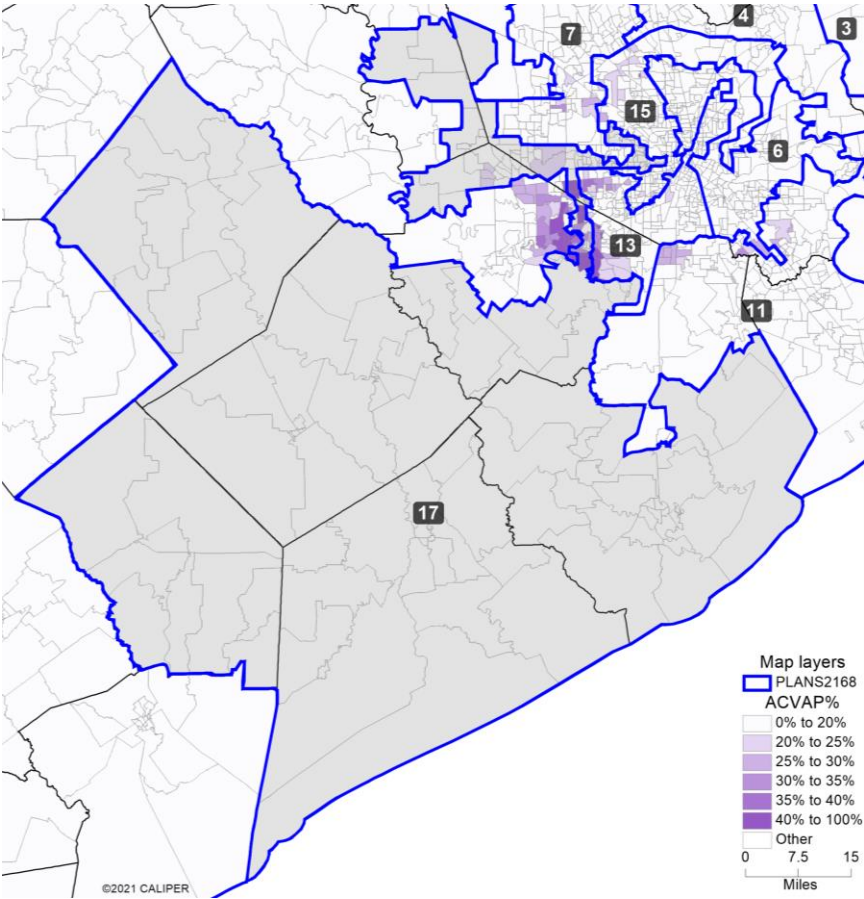 4
3
7
15
6
13
11
17
Map layers
PLANS2168
ACVAP%
0% to 20%
20% to 25%
25% to 30%
30% to 35%
35% to 40%
40% to 100%
Other
0 7.5 15
Miles
©2021 CALIPER